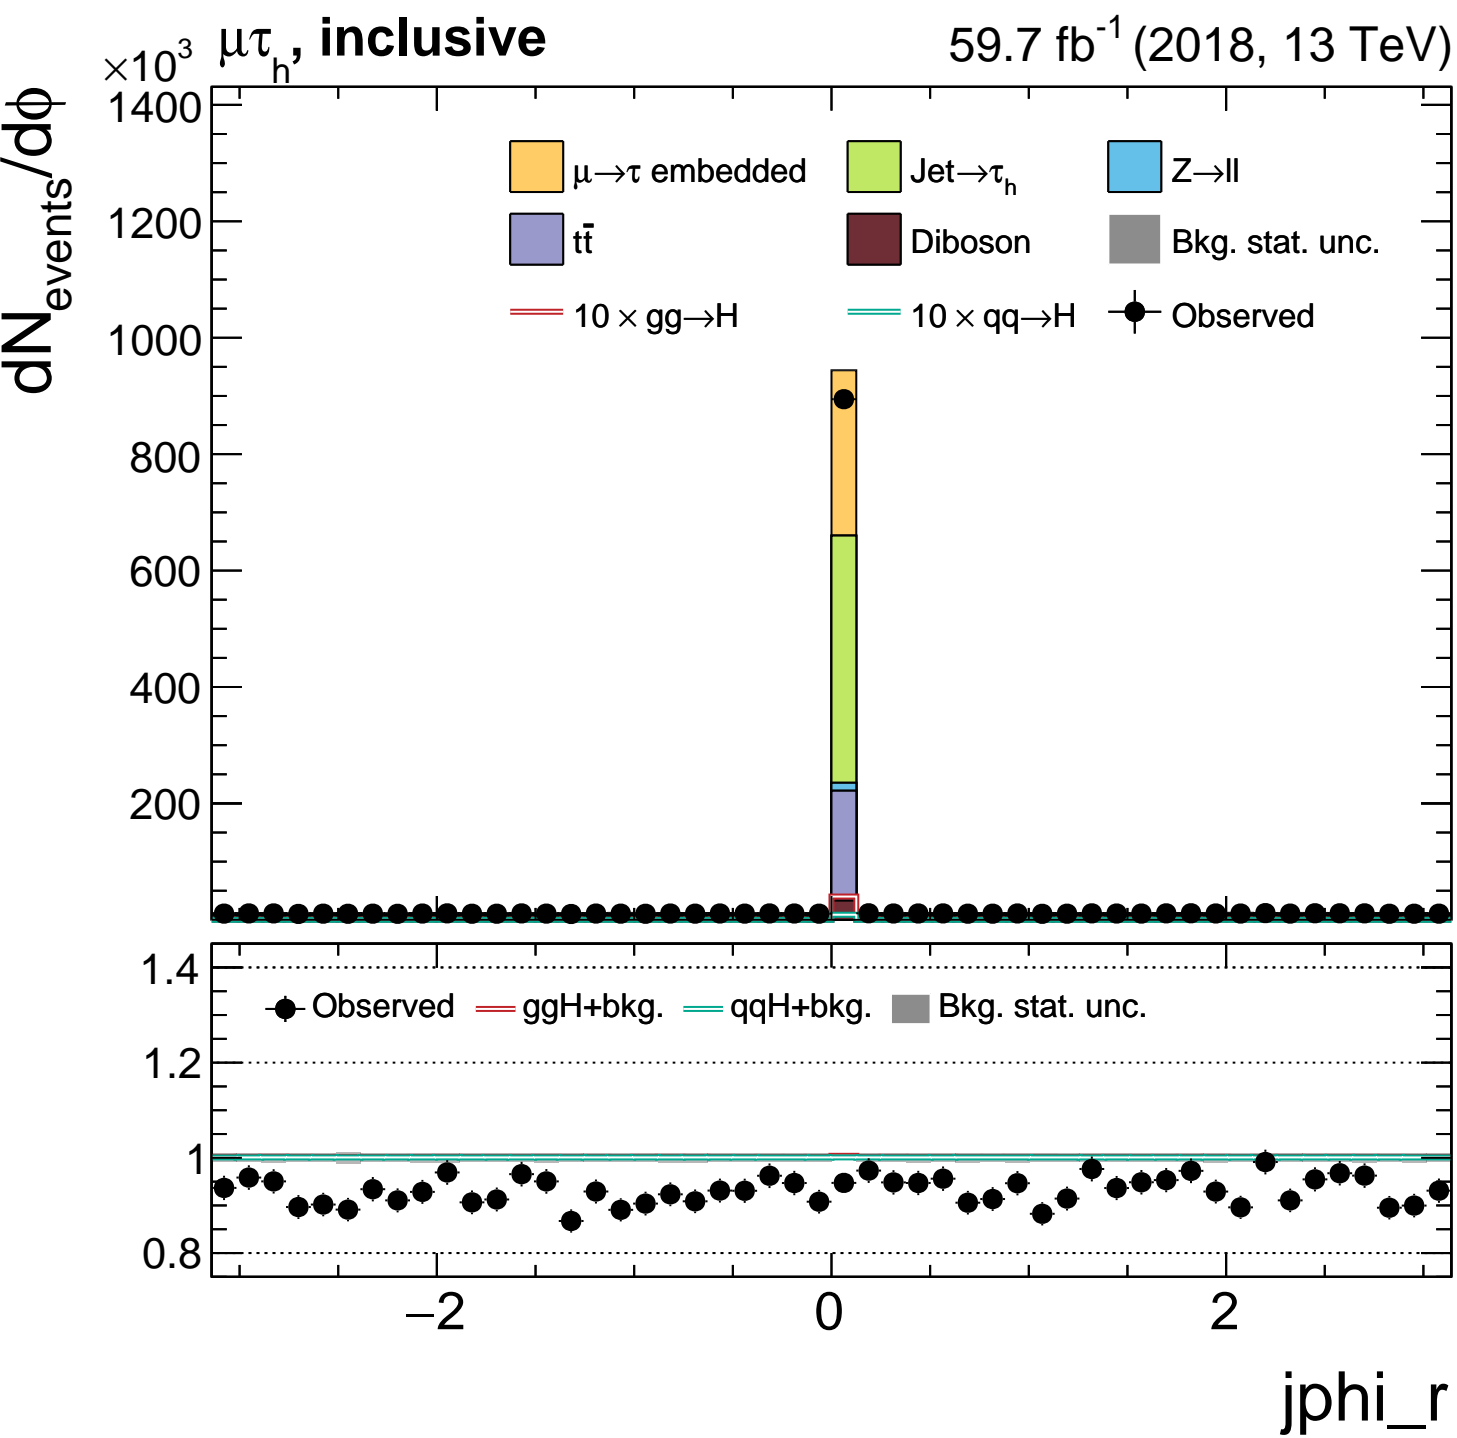 ×10³ μτ_h, inclusive 59.7 fb⁻¹ (2018, 13 TeV)
dN_events/dϕ
1400
1200
1000
800
600
400
200
μ→τ embedded Jet→τ_h Z→ll
tt̄ Diboson Bkg. stat. unc.
10 × gg→H 10 × qq→H Observed
1.4
1.2
1
0.8
Observed ggH+bkg. qqH+bkg. Bkg. stat. unc.
−2 0 2
jphi_r